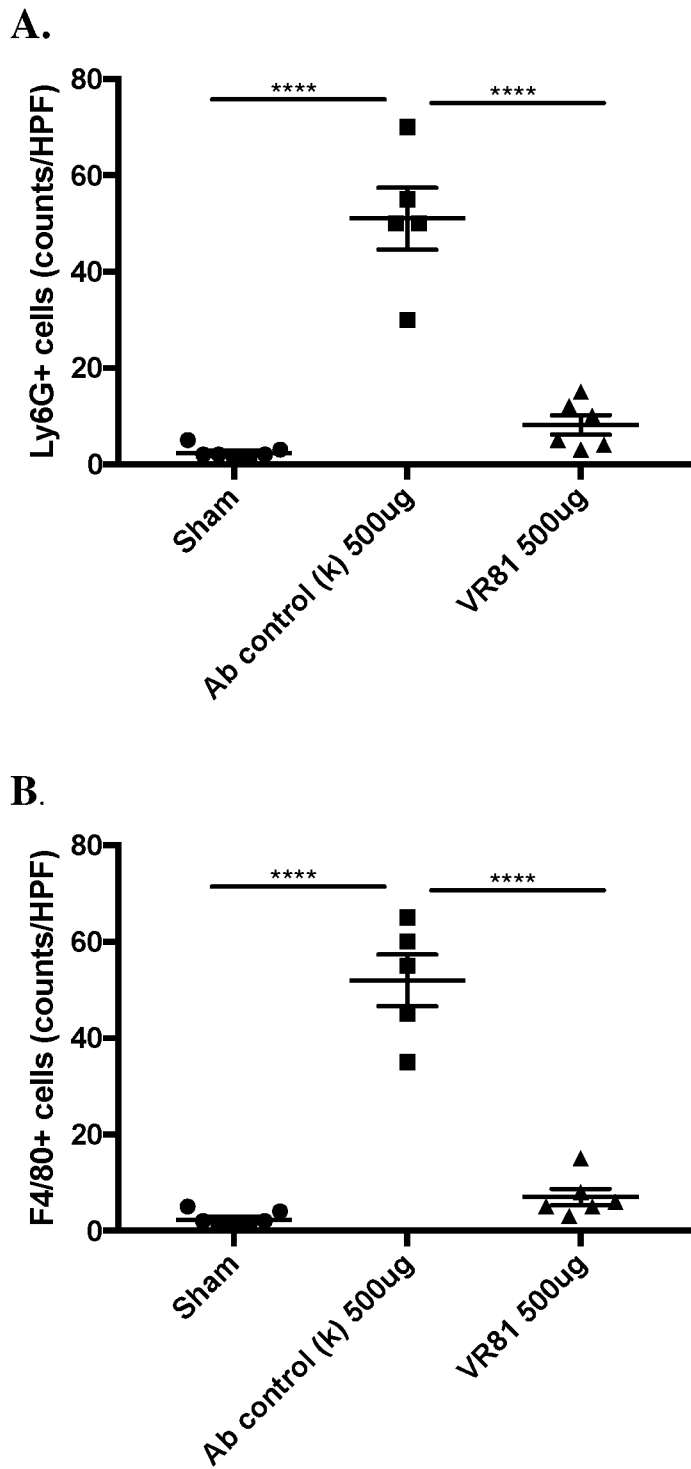 A.
80
60
40
20
0
Ly6G+ cells (counts/HPF)
**** ****
Sham
Ab control (k) 500ug
VR81 500ug
B.
80
60
40
20
0
F4/80+ cells (counts/HPF)
**** ****
Sham
Ab control (k) 500ug
VR81 500ug